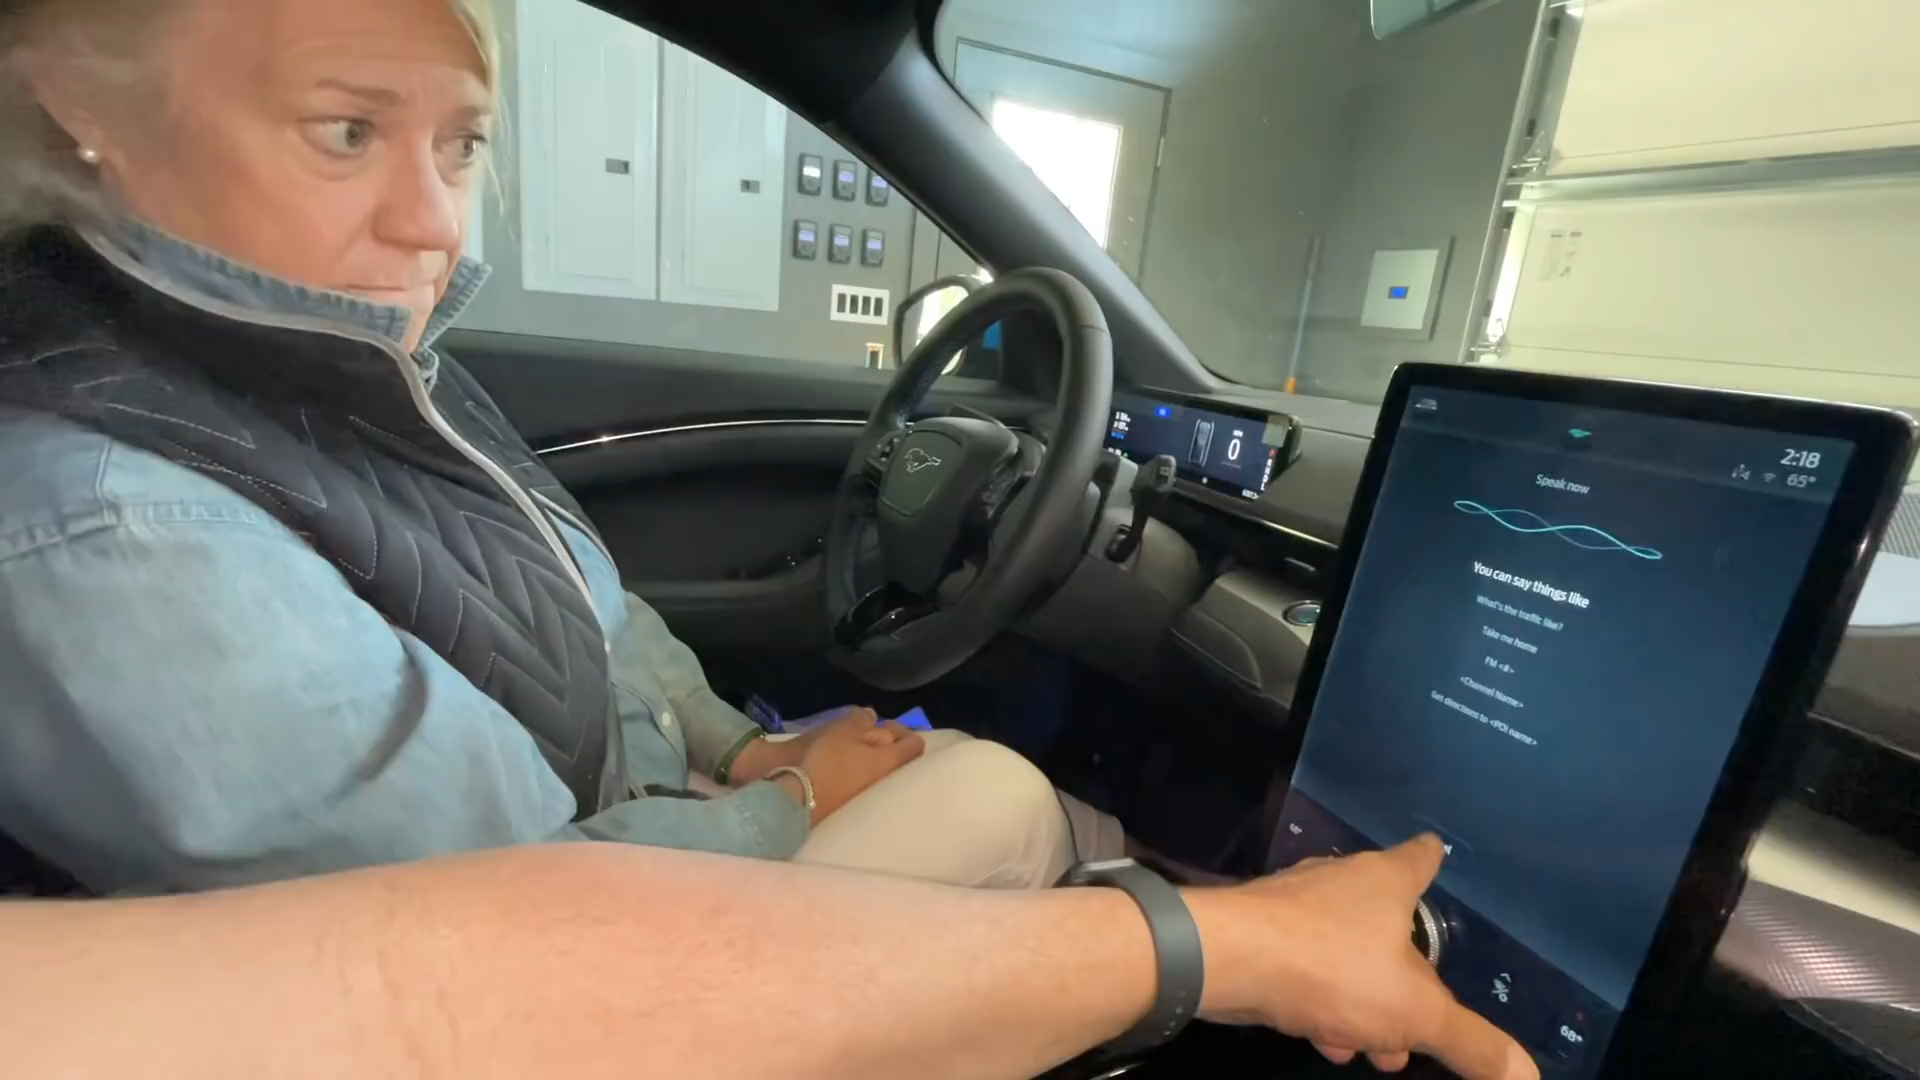 2:18
65°
Speak now
You can say things like
What's the traffic like?
Take me home
FM <#>
<Channel Name>
Get directions to <POI name>
0
68°